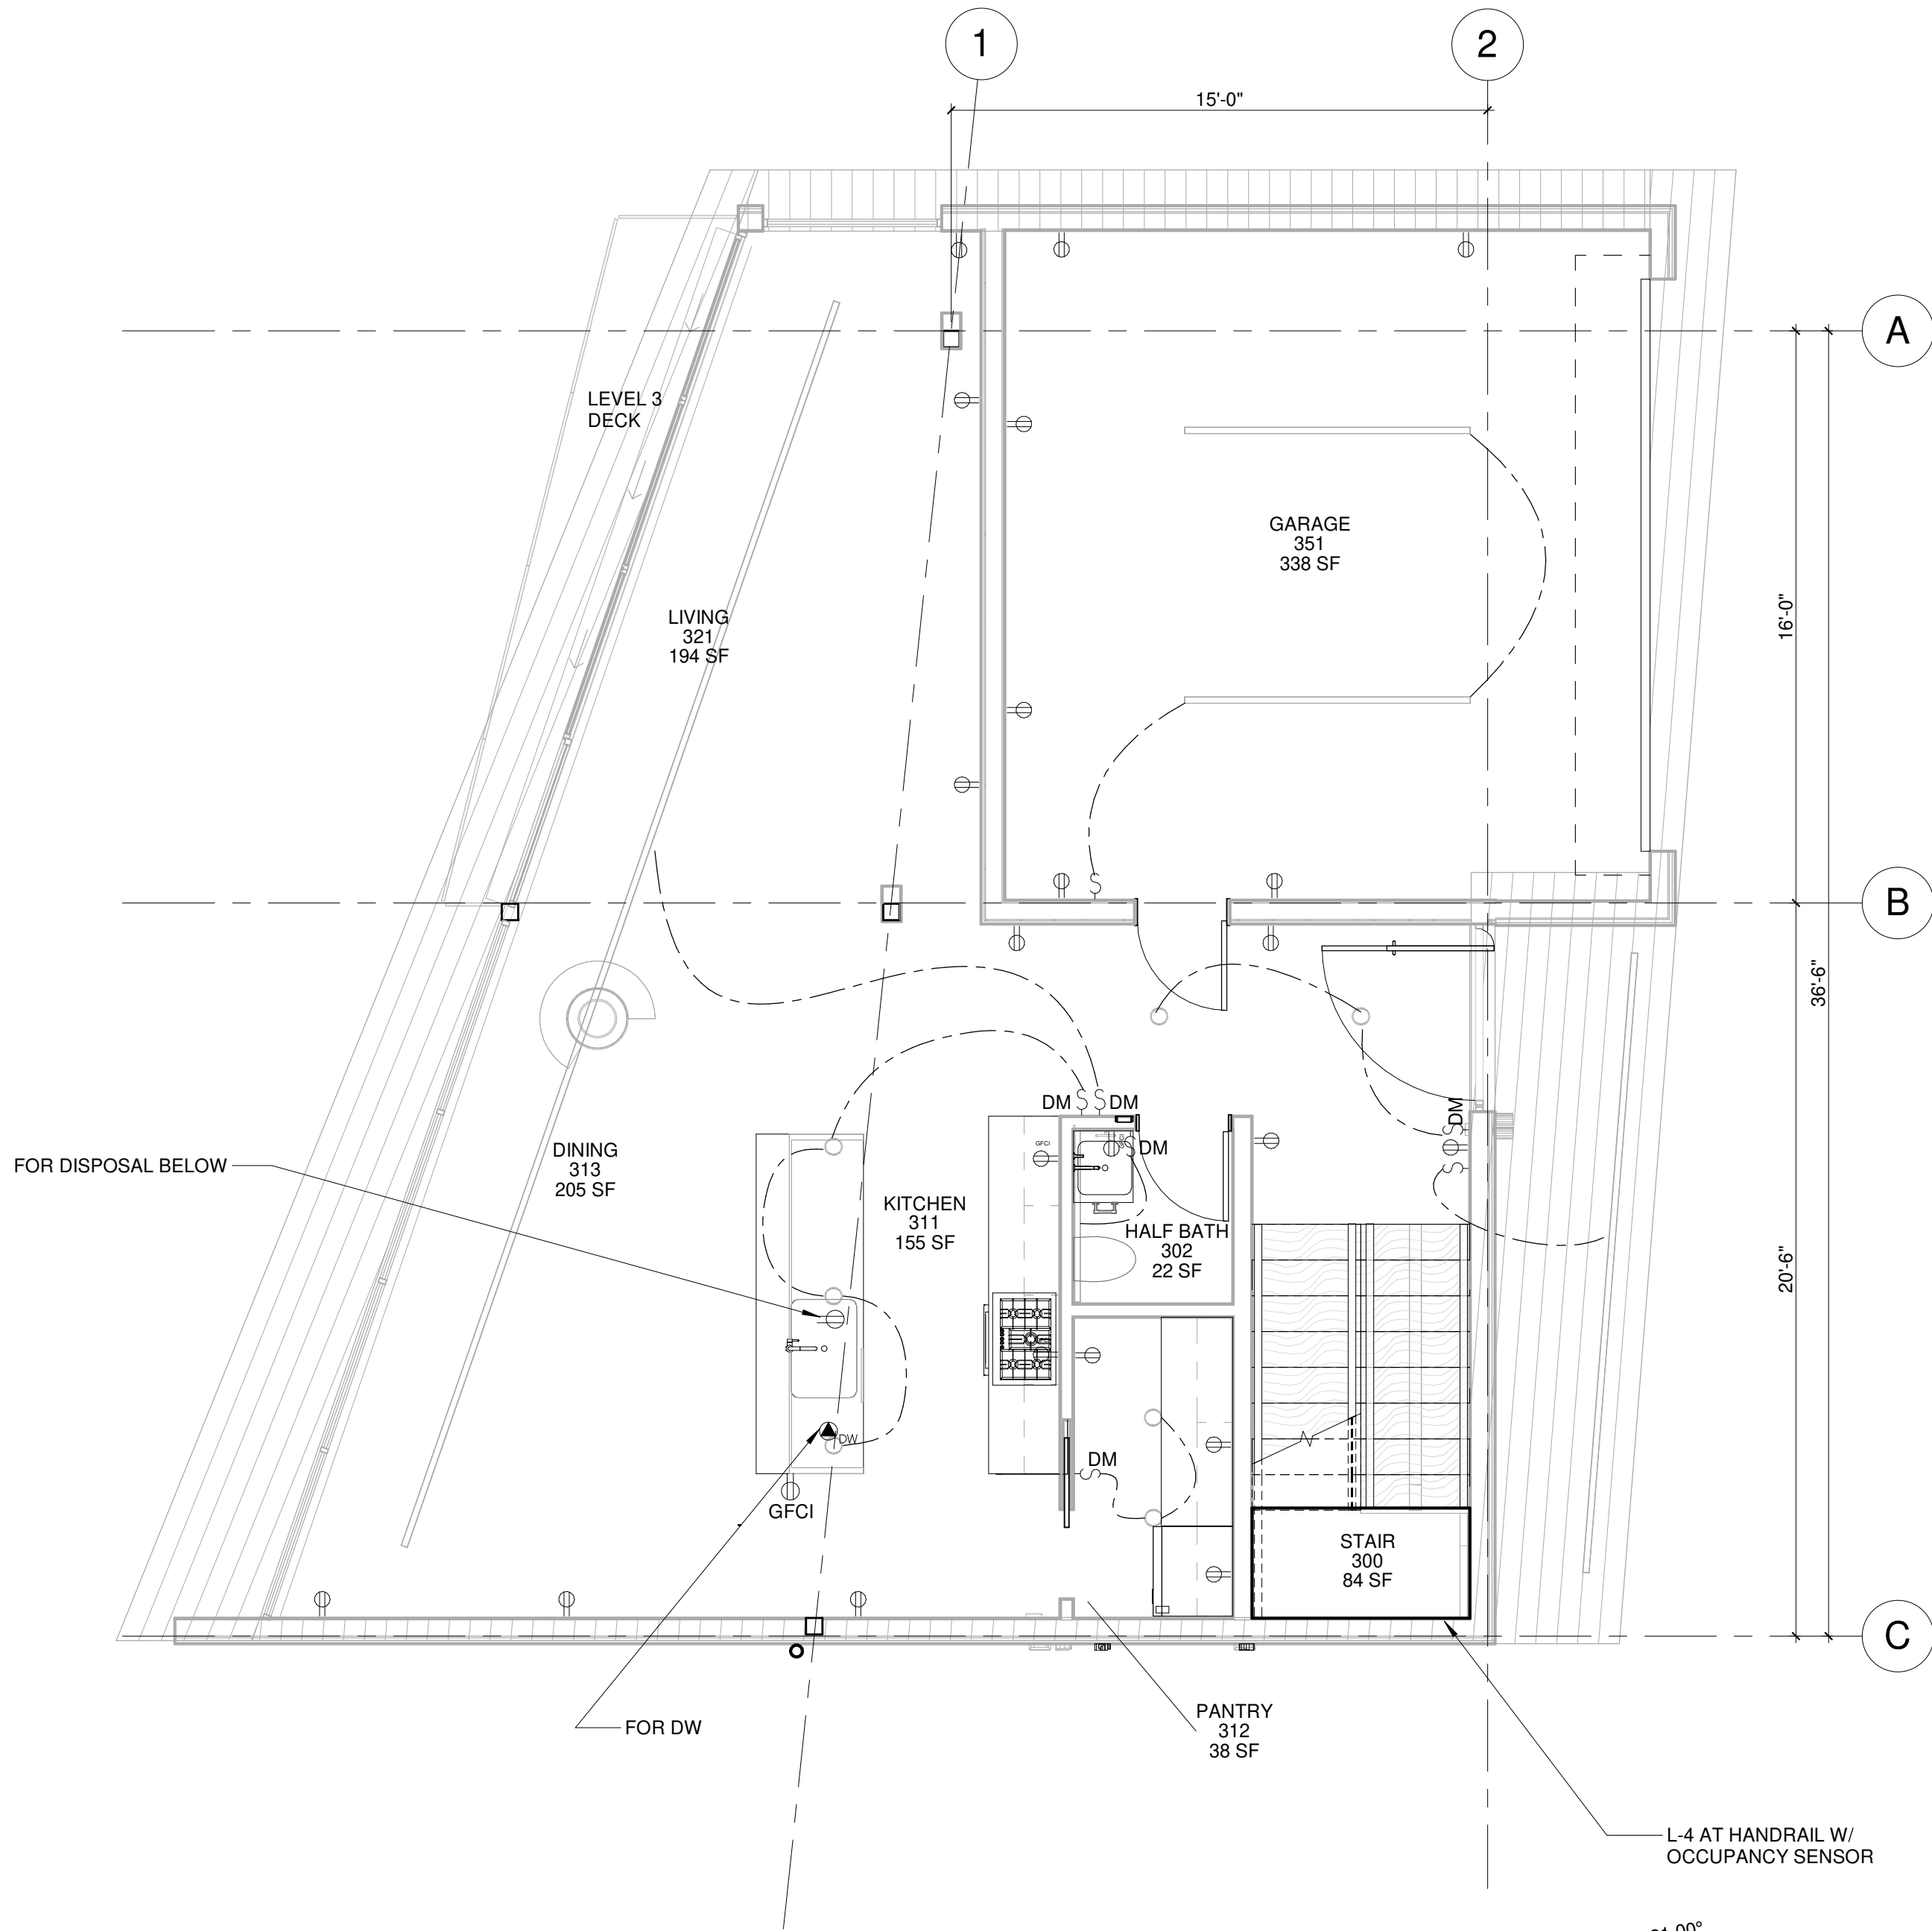 1
2
15'-0"
A
LEVEL 3
DECK
GARAGE
351
338 SF
LIVING
321
194 SF
16'-0"
B
36'-6"
DM
DM
DM
DM
GFCI
DINING
313
205 SF
FOR DISPOSAL BELOW
KITCHEN
311
155 SF
HALF BATH
302
22 SF
20'-6"
DW
DM
GFCI
STAIR
300
84 SF
C
FOR DW
PANTRY
312
38 SF
L-4 AT HANDRAIL W/
OCCUPANCY SENSOR